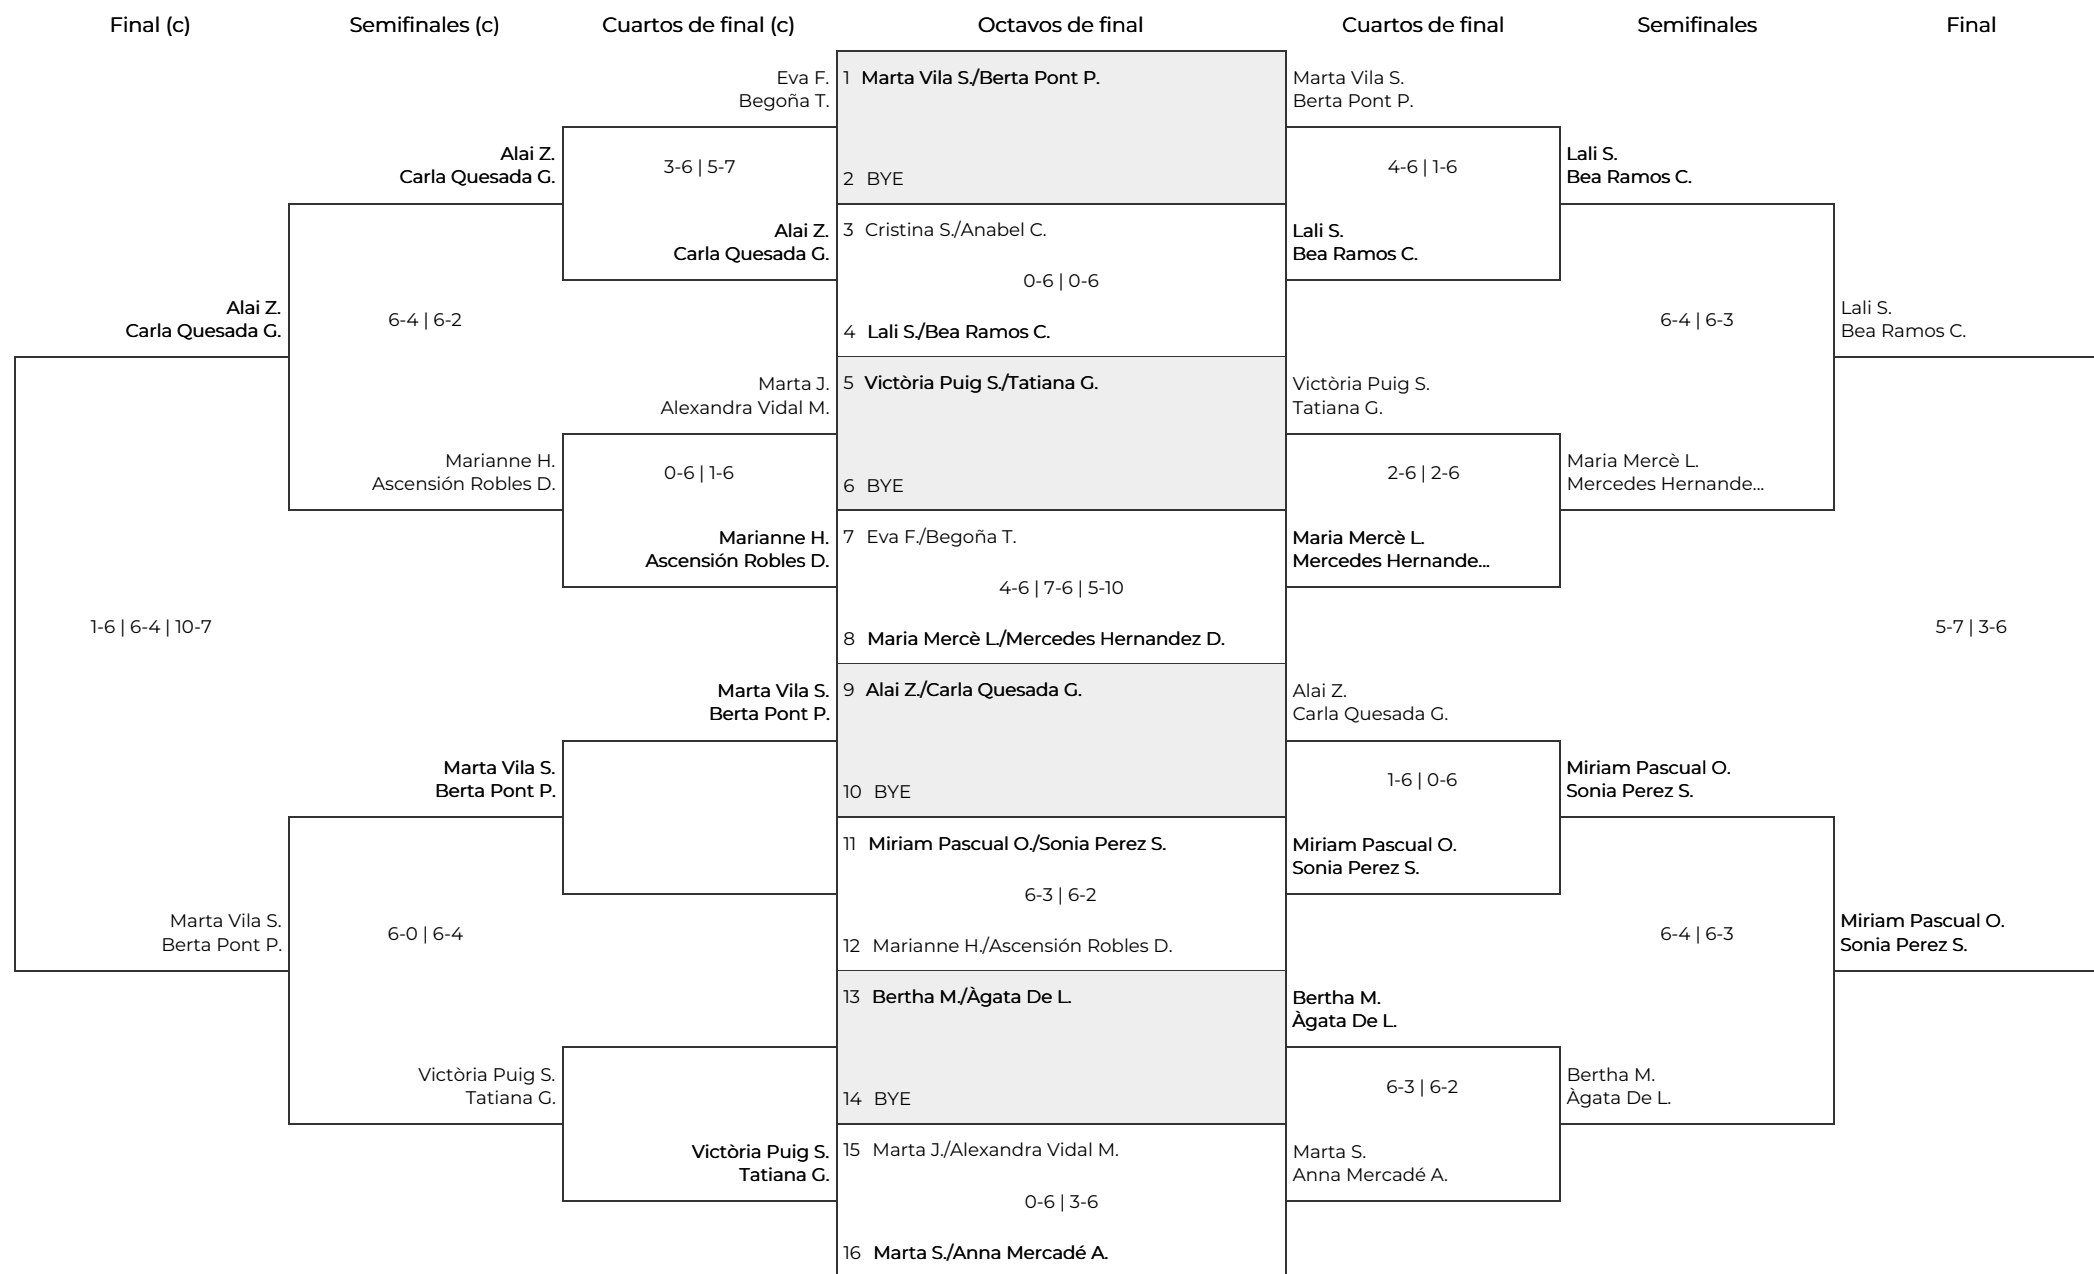 Final (c)
Semifinales (c)
Cuartos de final (c)
Octavos de final
Cuartos de final
Semifinales
Final
Alai Z.
Carla Quesada G.
1-6 | 6-4 | 10-7
Marta Vila S.
Berta Pont P.
Alai Z.
Carla Quesada G.
6-4 | 6-2
Marianne H.
Ascensión Robles D.
Marta Vila S.
Berta Pont P.
6-0 | 6-4
Victòria Puig S.
Tatiana G.
Eva F.
Begoña T.
3-6 | 5-7
Alai Z.
Carla Quesada G.
Marta J.
Alexandra Vidal M.
0-6 | 1-6
Marianne H.
Ascensión Robles D.
Marta Vila S.
Berta Pont P.
Victòria Puig S.
Tatiana G.
1 Marta Vila S./Berta Pont P.
2 BYE
3 Cristina S./Anabel C.
0-6 | 0-6
4 Lali S./Bea Ramos C.
5 Victòria Puig S./Tatiana G.
6 BYE
7 Eva F./Begoña T.
4-6 | 7-6 | 5-10
8 Maria Mercè L./Mercedes Hernandez D.
9 Alai Z./Carla Quesada G.
10 BYE
11 Miriam Pascual O./Sonia Perez S.
6-3 | 6-2
12 Marianne H./Ascensión Robles D.
13 Bertha M./Àgata De L.
14 BYE
15 Marta J./Alexandra Vidal M.
0-6 | 3-6
16 Marta S./Anna Mercadé A.
Marta Vila S.
Berta Pont P.
4-6 | 1-6
Lali S.
Bea Ramos C.
Victòria Puig S.
Tatiana G.
2-6 | 2-6
Maria Mercè L.
Mercedes Hernande...
Alai Z.
Carla Quesada G.
1-6 | 0-6
Miriam Pascual O.
Sonia Perez S.
Bertha M.
Àgata De L.
6-3 | 6-2
Marta S.
Anna Mercadé A.
Lali S.
Bea Ramos C.
6-4 | 6-3
Maria Mercè L.
Mercedes Hernande...
Miriam Pascual O.
Sonia Perez S.
6-4 | 6-3
Bertha M.
Àgata De L.
Lali S.
Bea Ramos C.
5-7 | 3-6
Miriam Pascual O.
Sonia Perez S.